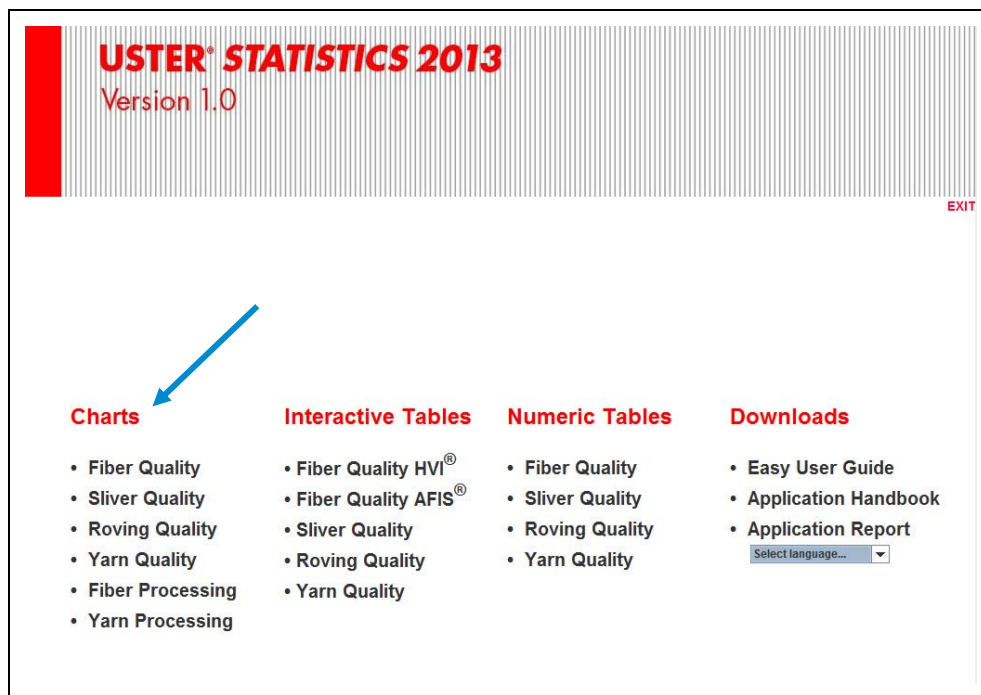 USTER® STATISTICS 2013
Version 1.0
EXIT
Charts
• Fiber Quality
• Sliver Quality
• Roving Quality
• Yarn Quality
• Fiber Processing
• Yarn Processing
Interactive Tables
• Fiber Quality HVI®
• Fiber Quality AFIS®
• Sliver Quality
• Roving Quality
• Yarn Quality
Numeric Tables
• Fiber Quality
• Sliver Quality
• Roving Quality
• Yarn Quality
Downloads
• Easy User Guide
• Application Handbook
• Application Report
Select language...